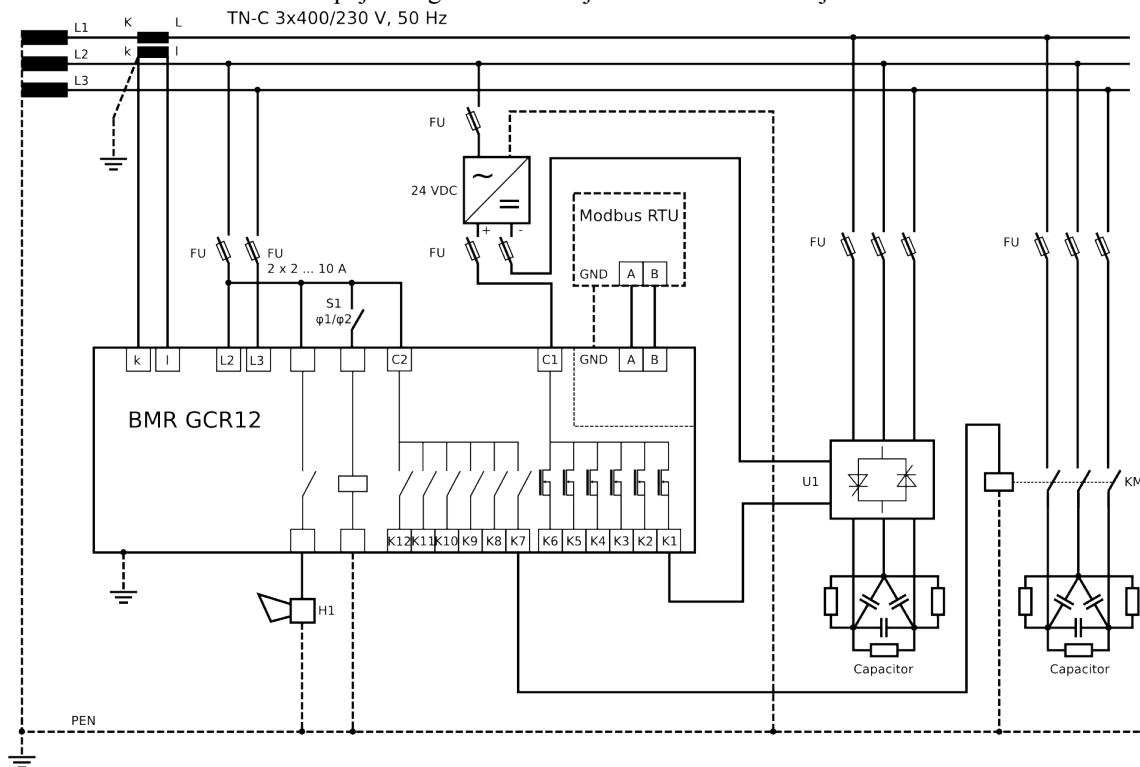 TN-C 3x400/230 V, 50 Hz
L1
K
L
L2
k
l
L3
FU
24 VDC
+
-
Modbus RTU
FU
FU
FU
FU
FU
2 x 2 ... 10 A
GND
A
B
S1
φ1/φ2
k
l
L2
L3
C2
C1
GND
A
B
BMR GCR12
U1
KM
K12
K11
K10
K9
K8
K7
K6
K5
K4
K3
K2
K1
H1
Capacitor
Capacitor
PEN